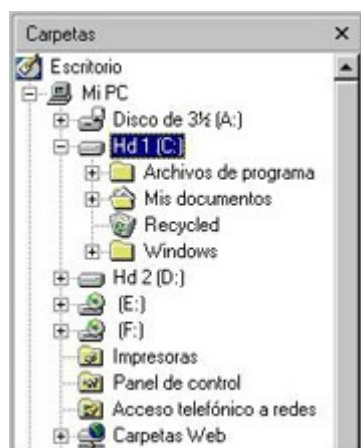 Carpetas
Escritorio
Mi PC
Disco de 3½ (A:)
Hd 1 (C:)
Archivos de programa
Mis documentos
Recycled
Windows
Hd 2 (D:)
(E:)
(F:)
Impresoras
Panel de control
Acceso telefónico a redes
Carpetas Web